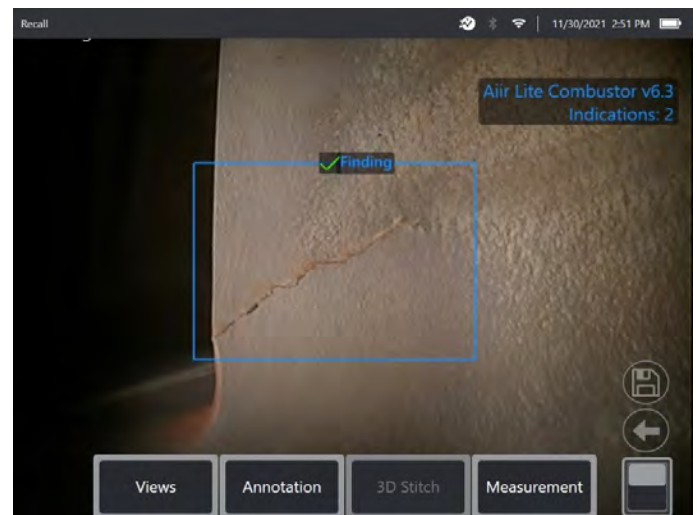 Recall
11/30/2021 2:51 PM
Aiir Lite Combustor v6.3
Indications: 2
Finding
Views
Annotation
3D Stitch
Measurement